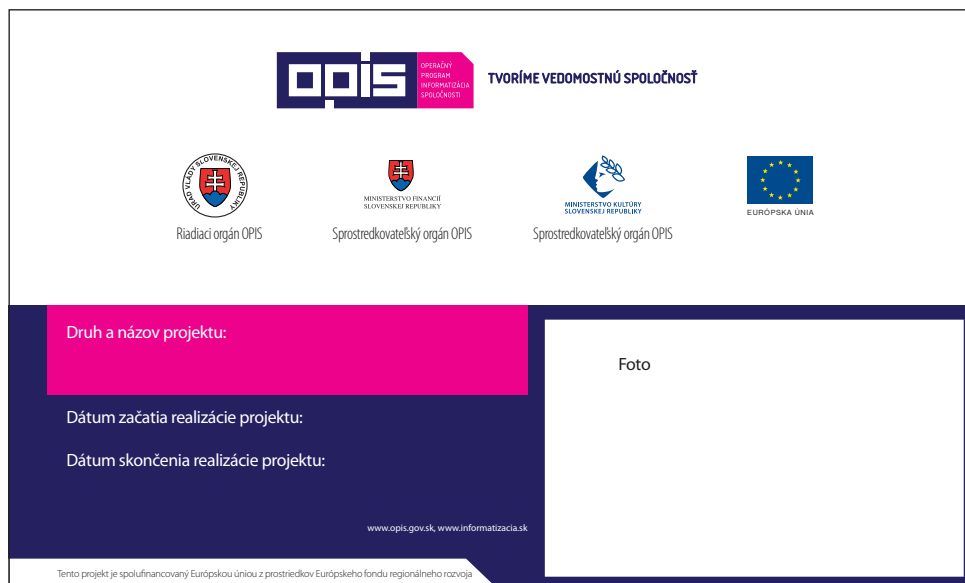 opis
OPERAČNÝ
PROGRAM
INFORMATIZÁCIA
SPOLOČNOSTI
TVORÍME VEDOMOSTNÚ SPOLOČNOSŤ
ÚRAD VLÁDY SLOVENSKEJ REPUBLIKY
Riadiaci orgán OPIS
MINISTERSTVO FINANCIÍ
SLOVENSKEJ REPUBLIKY
Sprostredkovateľský orgán OPIS
MINISTERSTVO KULTÚRY
SLOVENSKEJ REPUBLIKY
Sprostredkovateľský orgán OPIS
EURÓPSKA ÚNIA
Druh a názov projektu:
Dátum začatia realizácie projektu:
Dátum skončenia realizácie projektu:
www.opis.gov.sk, www.informatizacia.sk
Tento projekt je spolufinancovaný Európskou úniou z prostriedkov Európskeho fondu regionálneho rozvoja
Foto